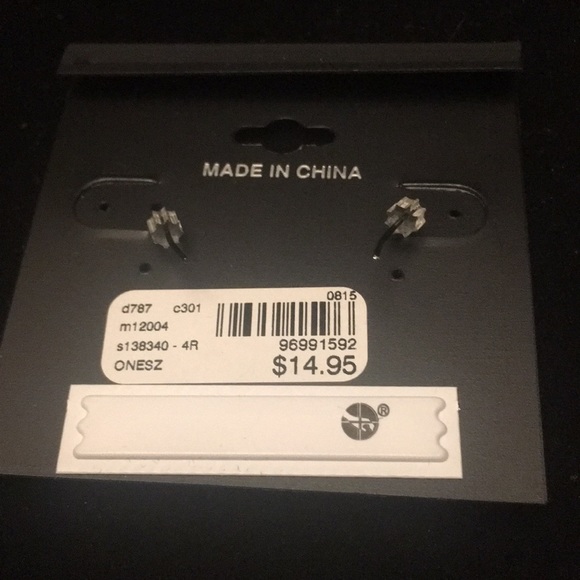 MADE IN CHINA
d787 c301
0815
m12004
s138340 - 4R
96991592
ONESZ
$14.95
®